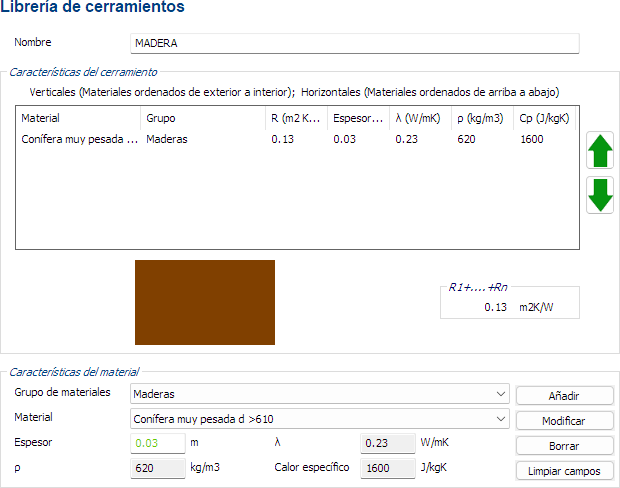 Librería de cerramientos
Nombre MADERA
Características del cerramiento
Verticales (Materiales ordenados de exterior a interior); Horizontales (Materiales ordenados de arriba a abajo)
Material Grupo R (m2 K... Espesor... λ (W/mK) ρ (kg/m3) Cp (J/kgK)
Conífera muy pesada ... Maderas 0.13 0.03 0.23 620 1600
R1+....+Rn
0.13 m2K/W
Características del material
Grupo de materiales Maderas Añadir
Material Conífera muy pesada d >610 Modificar
Espesor 0.03 m λ 0.23 W/mK Borrar
ρ 620 kg/m3 Calor específico 1600 J/kgK Limpiar campos